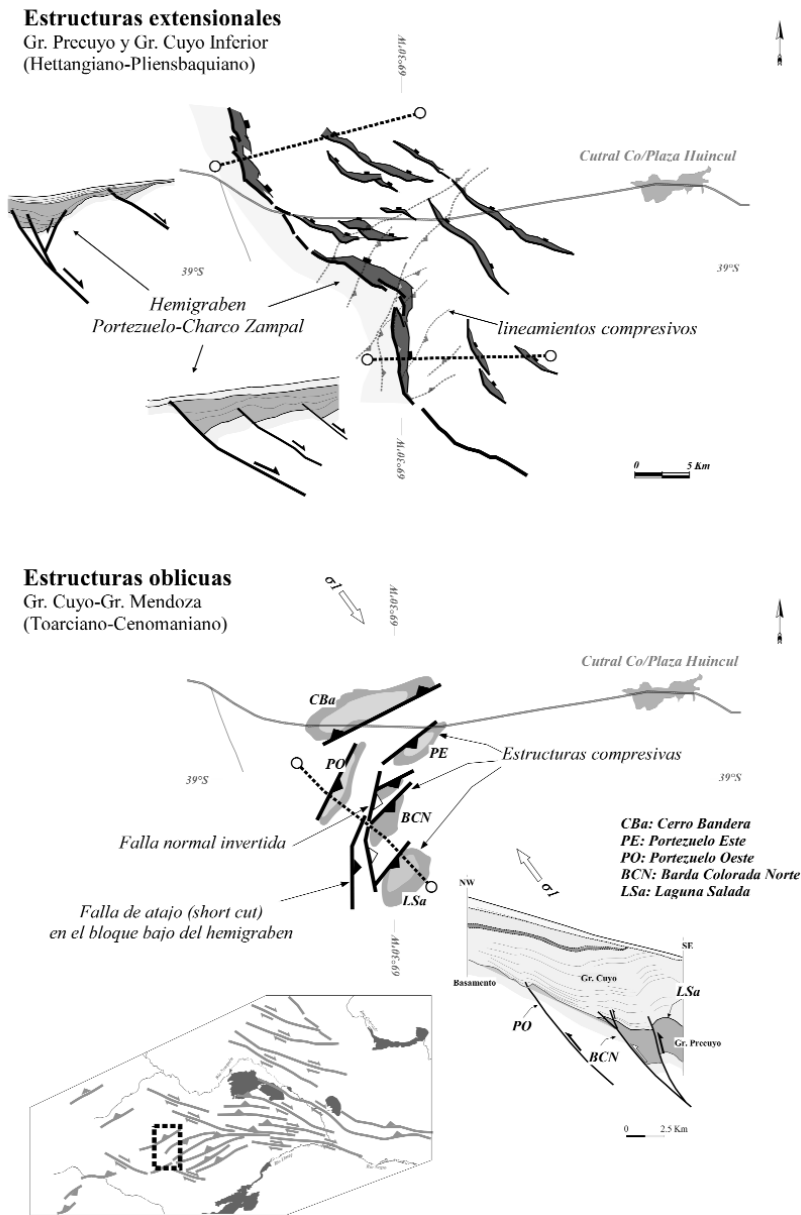 Estructuras extensionales
Gr. Precuyo y Gr. Cuyo Inferior
(Hettangiano-Pliensbaquiano)
69°30'W
N
Cutral Co/Plaza Huincul
39°S
39°S
Hemigraben
Portezuelo-Charco Zampal
lineamientos compresivos
69°30'W
0 5 Km
Estructuras oblicuas
Gr. Cuyo-Gr. Mendoza
(Toarciano-Cenomaniano)
σ1
69°30'W
N
Cutral Co/Plaza Huincul
CBa
PE
Estructuras compresivas
PO
39°S
39°S
BCN
Falla normal invertida
CBa: Cerro Bandera
PE: Portezuelo Este
PO: Portezuelo Oeste
BCN: Barda Colorada Norte
LSa: Laguna Salada
LSa
Falla de atajo (short cut)
en el bloque bajo del hemigraben
σ1
NW
69°30'W
SE
Gr. Cuyo
Basamento
LSa
PO
Gr. Precuyo
BCN
0 2.5 Km